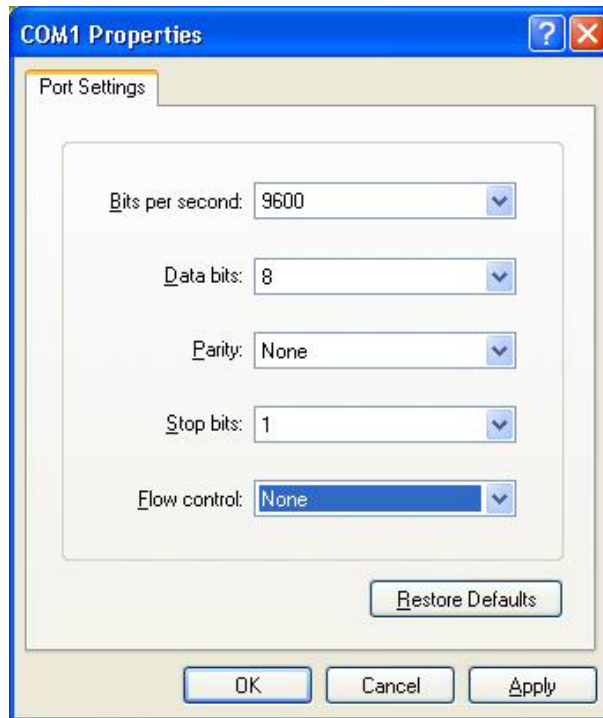 COM1 Properties
Port Settings
Bits per second: 9600
Data bits: 8
Parity: None
Stop bits: 1
Flow control: None
Restore Defaults
OK Cancel Apply